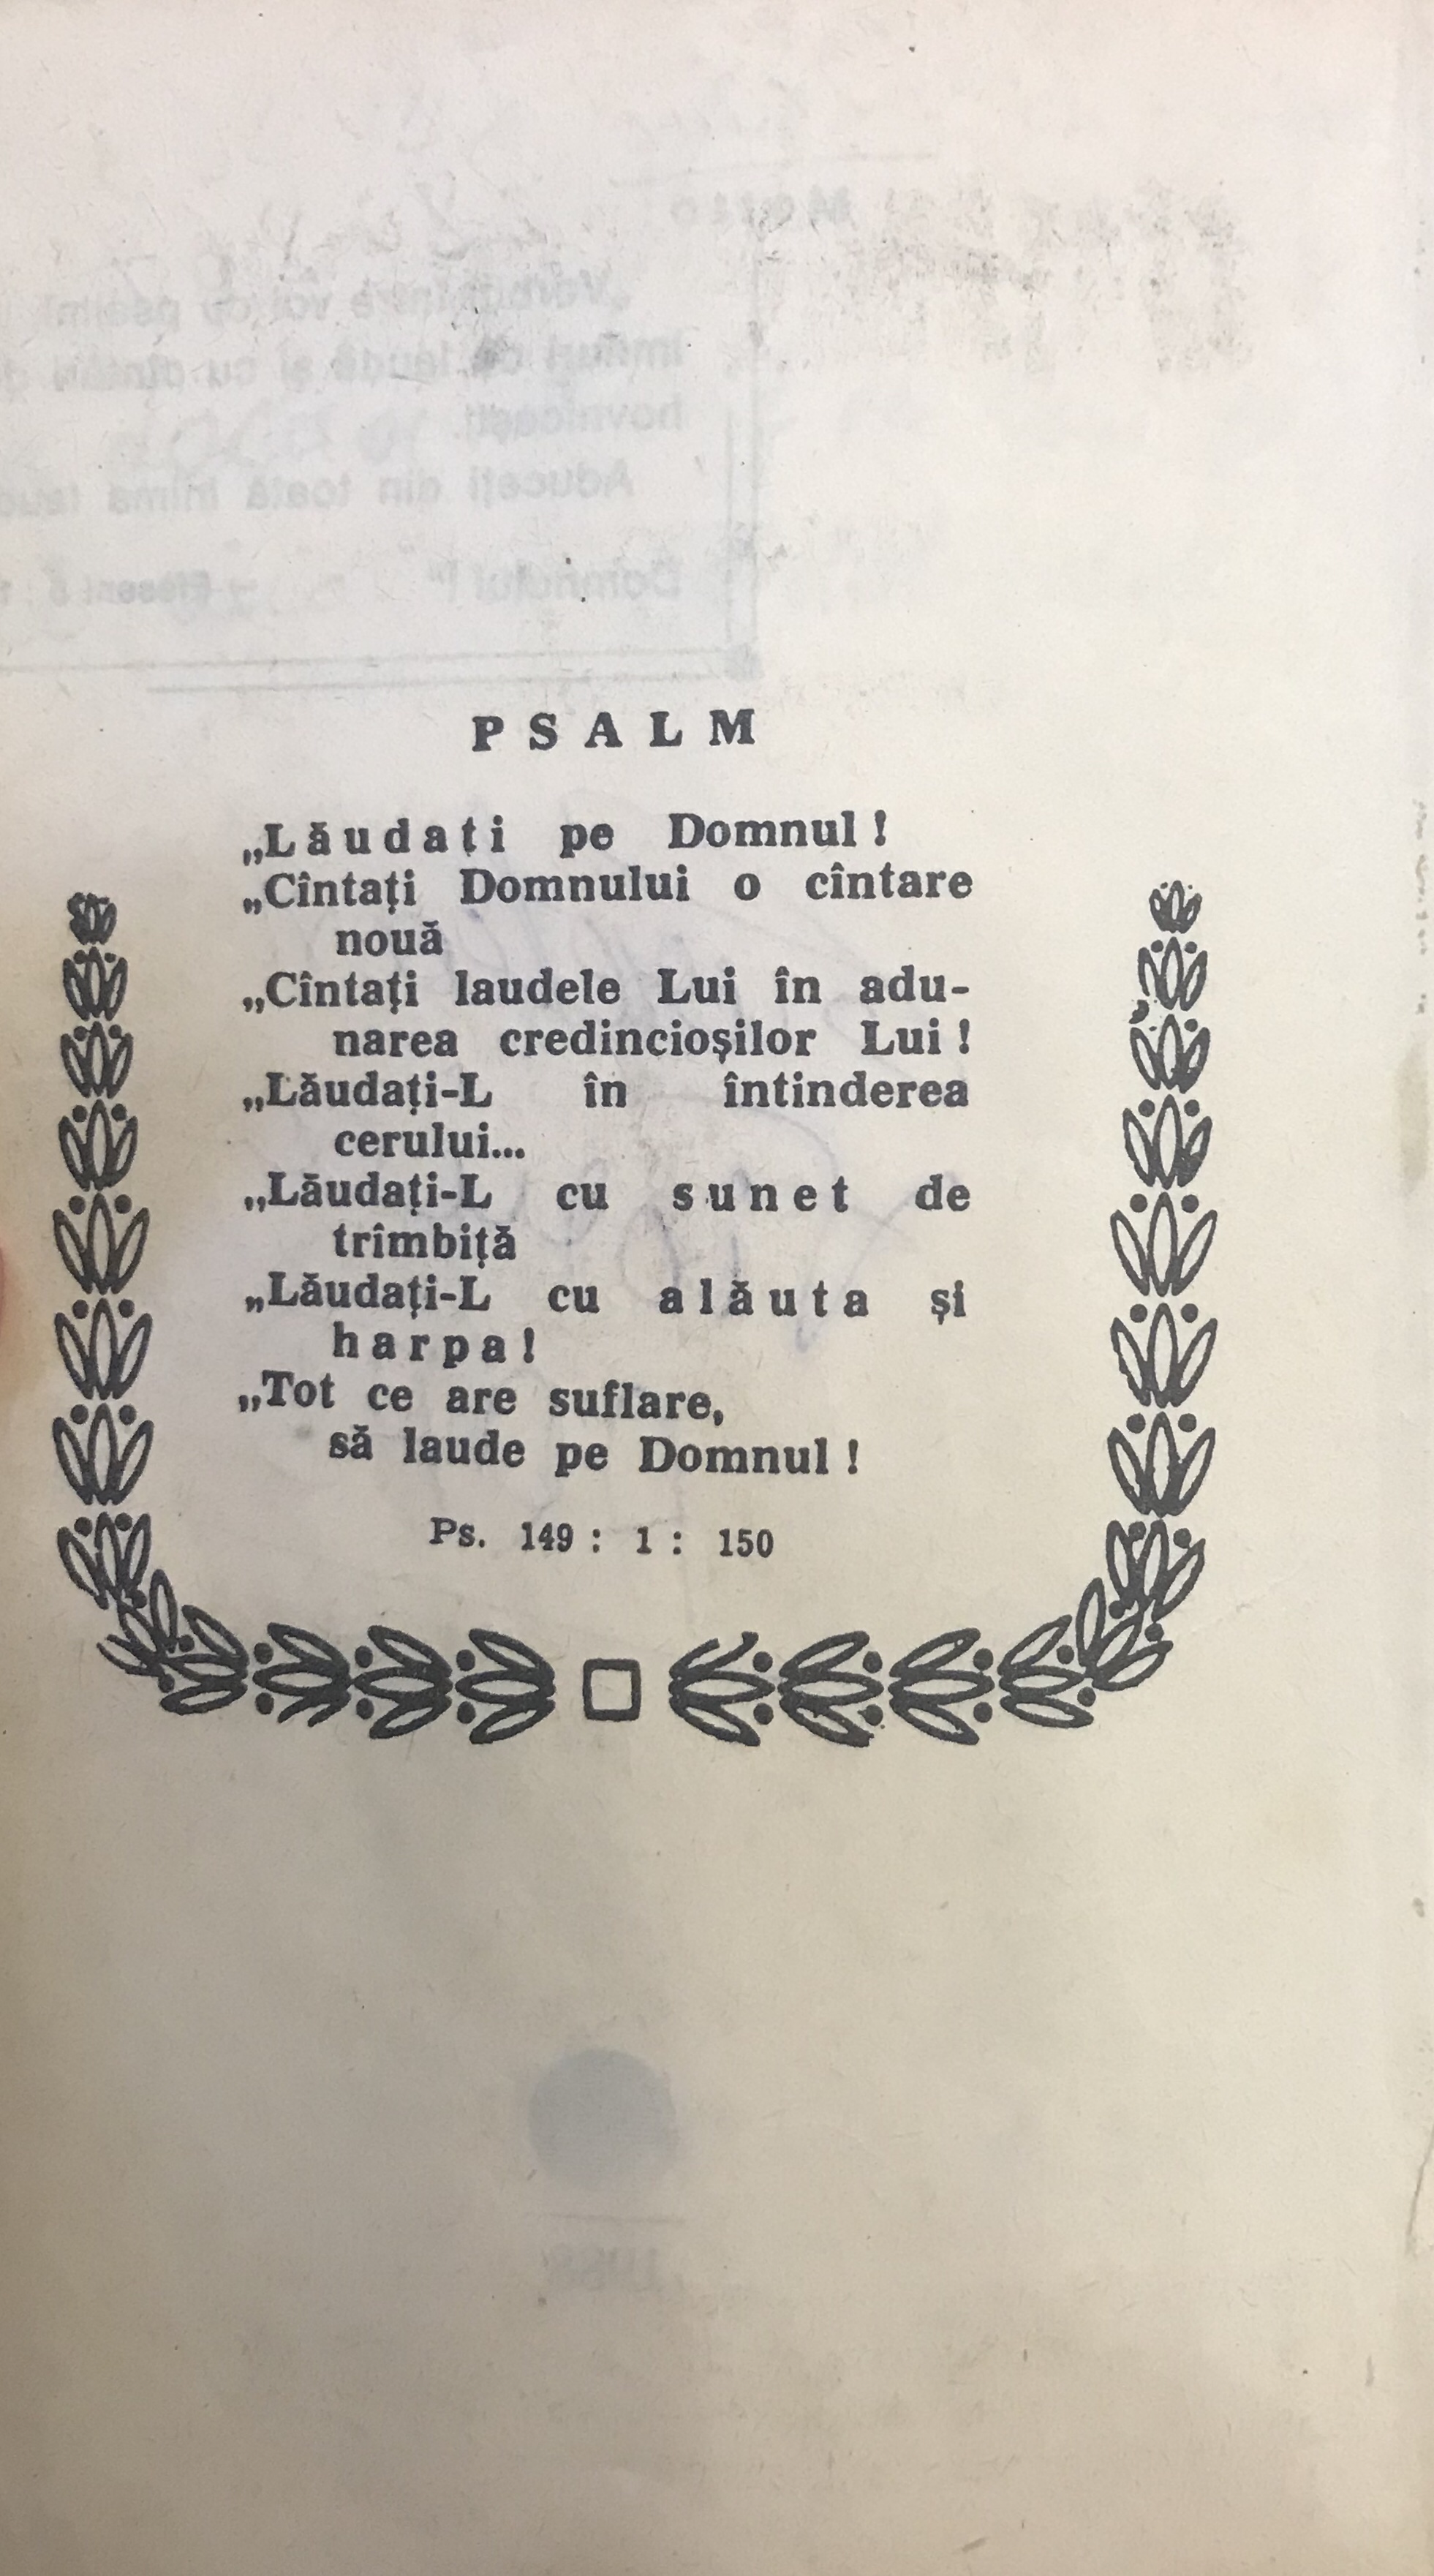 PSALM
„Lăudați pe Domnul !
„Cîntați Domnului o cîntare
nouă
„Cîntați laudele Lui în adu-
narea credincioșilor Lui !
„Lăudați-L în întinderea
cerului...
„Lăudați-L cu sunet de
trîmbiță
„Lăudați-L cu alăuta și
harpa !
„Tot ce are suflare,
să laude pe Domnul !
Ps. 149 : 1 : 150